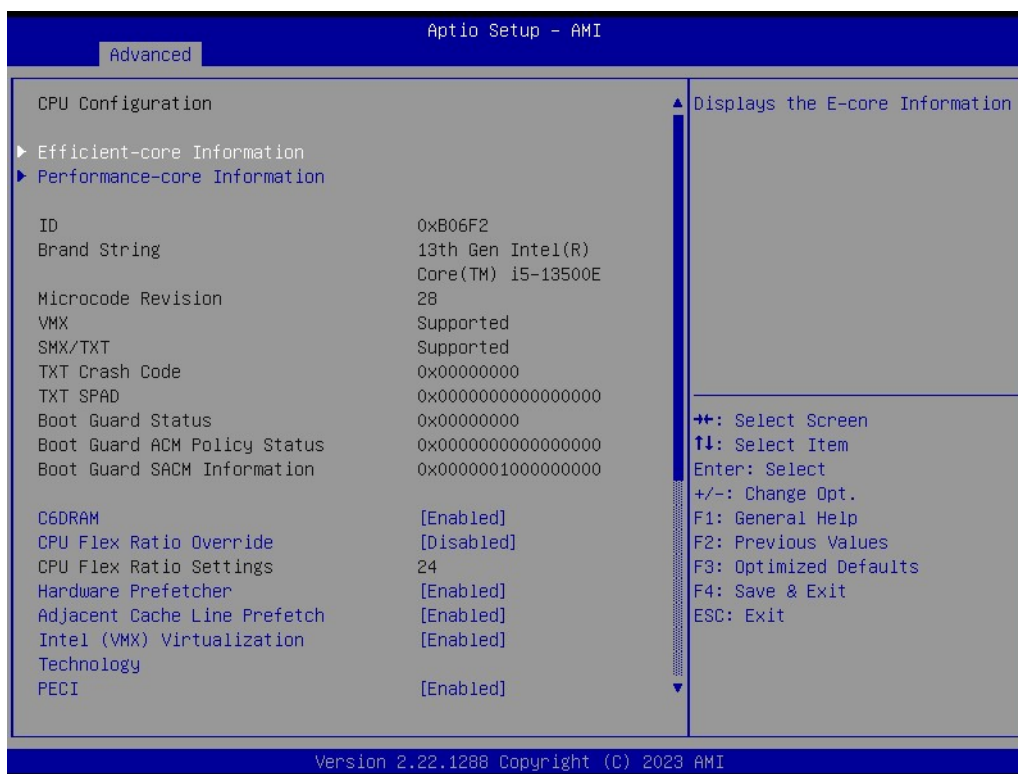 Aptio Setup - AMI
Advanced
CPU Configuration
Efficient-core Information
Performance-core Information
ID 0xB06F2
Brand String 13th Gen Intel(R)
Core(TM) i5-13500E
Microcode Revision 28
VMX Supported
SMX/TXT Supported
TXT Crash Code 0x00000000
TXT SPAD 0x0000000000000000
Boot Guard Status 0x00000000
Boot Guard ACM Policy Status 0x0000000000000000
Boot Guard SACM Information 0x0000001000000000
C6DRAM [Enabled]
CPU Flex Ratio Override [Disabled]
CPU Flex Ratio Settings 24
Hardware Prefetcher [Enabled]
Adjacent Cache Line Prefetch [Enabled]
Intel (VMX) Virtualization [Enabled]
Technology
PECI [Enabled]
Displays the E-core Information
→←: Select Screen
↑↓: Select Item
Enter: Select
+/-: Change Opt.
F1: General Help
F2: Previous Values
F3: Optimized Defaults
F4: Save & Exit
ESC: Exit
Version 2.22.1288 Copyright (C) 2023 AMI